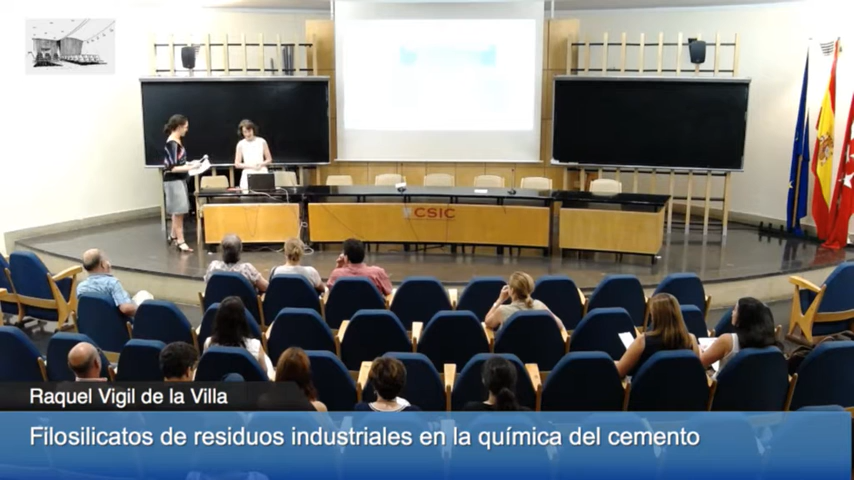 CSIC
Raquel Vigil de la Villa
Filosilicatos de residuos industriales en la química del cemento